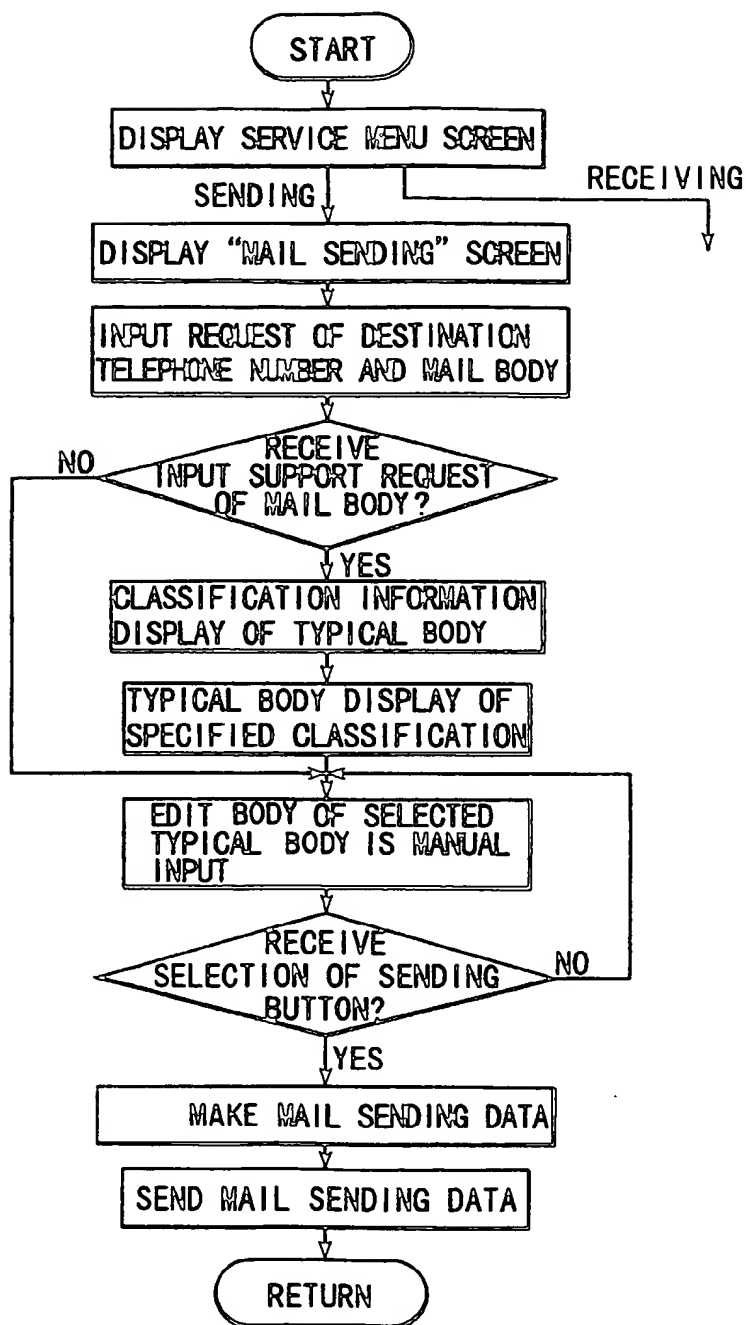 START
DISPLAY SERVICE MENU SCREEN
SENDING
RECEIVING
DISPLAY “MAIL SENDING” SCREEN
INPUT REQUEST OF DESTINATION
TELEPHONE NUMBER AND MAIL BODY
NO
RECEIVE
INPUT SUPPORT REQUEST
OF MAIL BODY?
YES
CLASSIFICATION INFORMATION
DISPLAY OF TYPICAL BODY
TYPICAL BODY DISPLAY OF
SPECIFIED CLASSIFICATION
EDIT BODY OF SELECTED
TYPICAL BODY IS MANUAL
INPUT
RECEIVE
SELECTION OF SENDING
BUTTON?
NO
YES
MAKE MAIL SENDING DATA
SEND MAIL SENDING DATA
RETURN